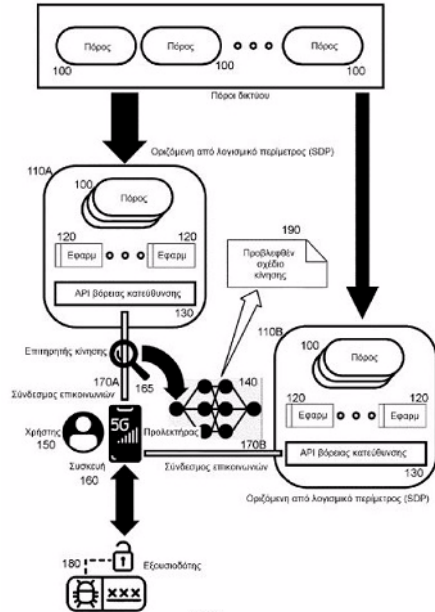 Πόρος Πόρος Πόρος
100 100 100
Πόροι δικτύου
Οριζόμενη από λογισμικό περίμετρος (SDP)
110A
100
Πόρος
120 120
Εφαρμ Εφαρμ
API βόρειας κατεύθυνσης
130
190
Προβλεφθέν
σχέδιο
κίνησης
110B
100
Πόρος
120 120
Εφαρμ Εφαρμ
API βόρειας κατεύθυνσης
130
Οριζόμενη από λογισμικό περίμετρος (SDP)
Επιτηρητής κίνησης
170A
165
140
Σύνδεσμος επικοινωνιών
Χρήστης
150
5G
Προλεκτήρας
170B
Σύνδεσμος επικοινωνιών
Συσκευή
160
180
Εξουσιοδότης
xxx